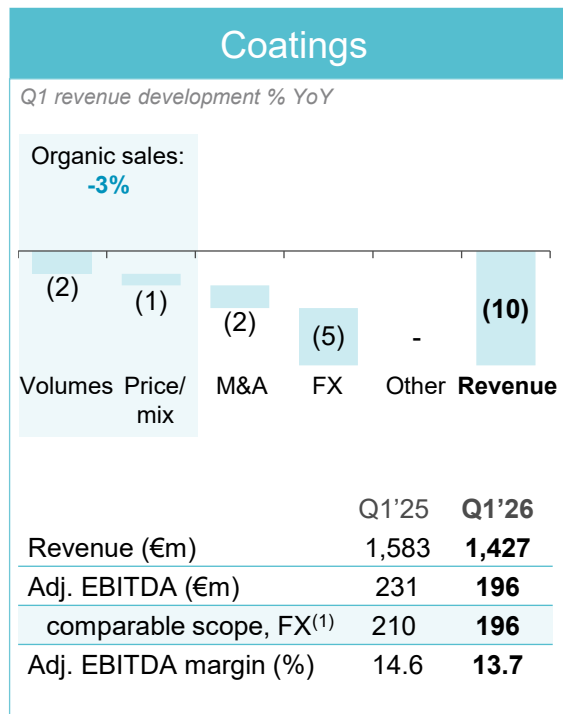 Coatings
Q1 revenue development % YoY
Organic sales:
-3%
(2) (1) (2) (5) - (10)
Volumes Price/mix M&A FX Other Revenue
Q1’25 Q1’26
Revenue (€m) 1,583 1,427
Adj. EBITDA (€m) 231 196
comparable scope, FX(1) 210 196
Adj. EBITDA margin (%) 14.6 13.7